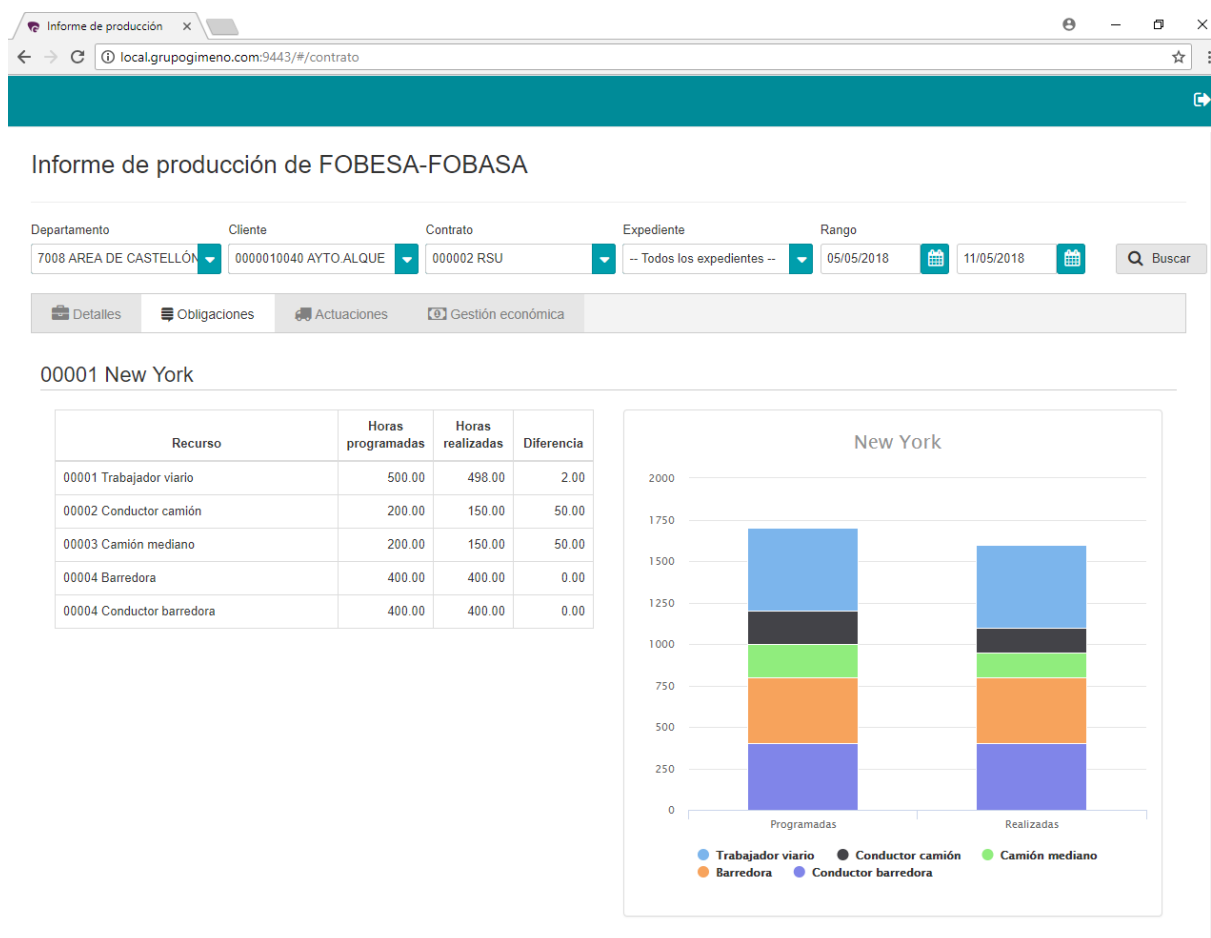 Informe de producción
local.grupogimeno.com:9443/#/contrato
Informe de producción de FOBESA-FOBASA
Departamento Cliente Contrato Expediente Rango
7008 AREA DE CASTELLÓN 0000010040 AYTO.ALQUE 000002 RSU -- Todos los expedientes -- 05/05/2018 11/05/2018 Buscar
Detalles Obligaciones Actuaciones Gestión económica
00001 New York
Recurso Horas programadas Horas realizadas Diferencia
00001 Trabajador viario 500.00 498.00 2.00
00002 Conductor camión 200.00 150.00 50.00
00003 Camión mediano 200.00 150.00 50.00
00004 Barredora 400.00 400.00 0.00
00004 Conductor barredora 400.00 400.00 0.00
New York
2000
1750
1500
1250
1000
750
500
250
0
Programadas Realizadas
Trabajador viario Conductor camión Camión mediano
Barredora Conductor barredora